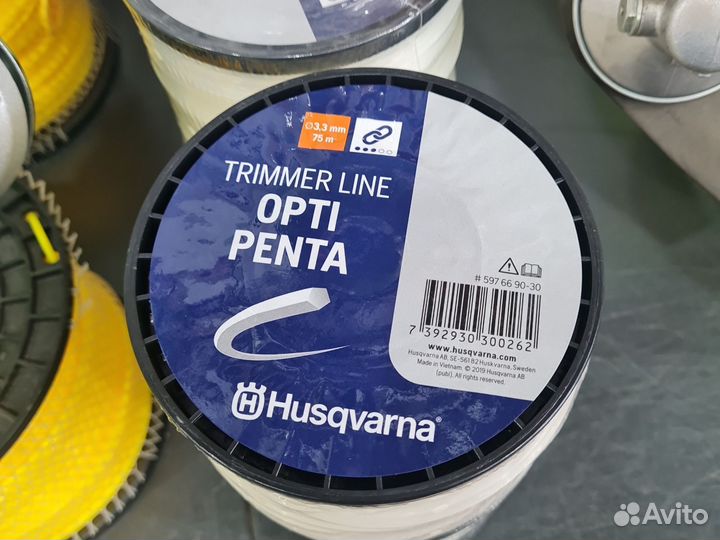 Ø3,3 mm
75 m
TRIMMER LINE
OPTI
PENTA
# 597 66 90-30
7 392930 300262
www.husqvarna.com
Husqvarna AB, SE-561 82 Huskvarna, Sweden
Made in Vietnam. © 2019 Husqvarna AB
(publ). All rights reserved.
Husqvarna®
Avito